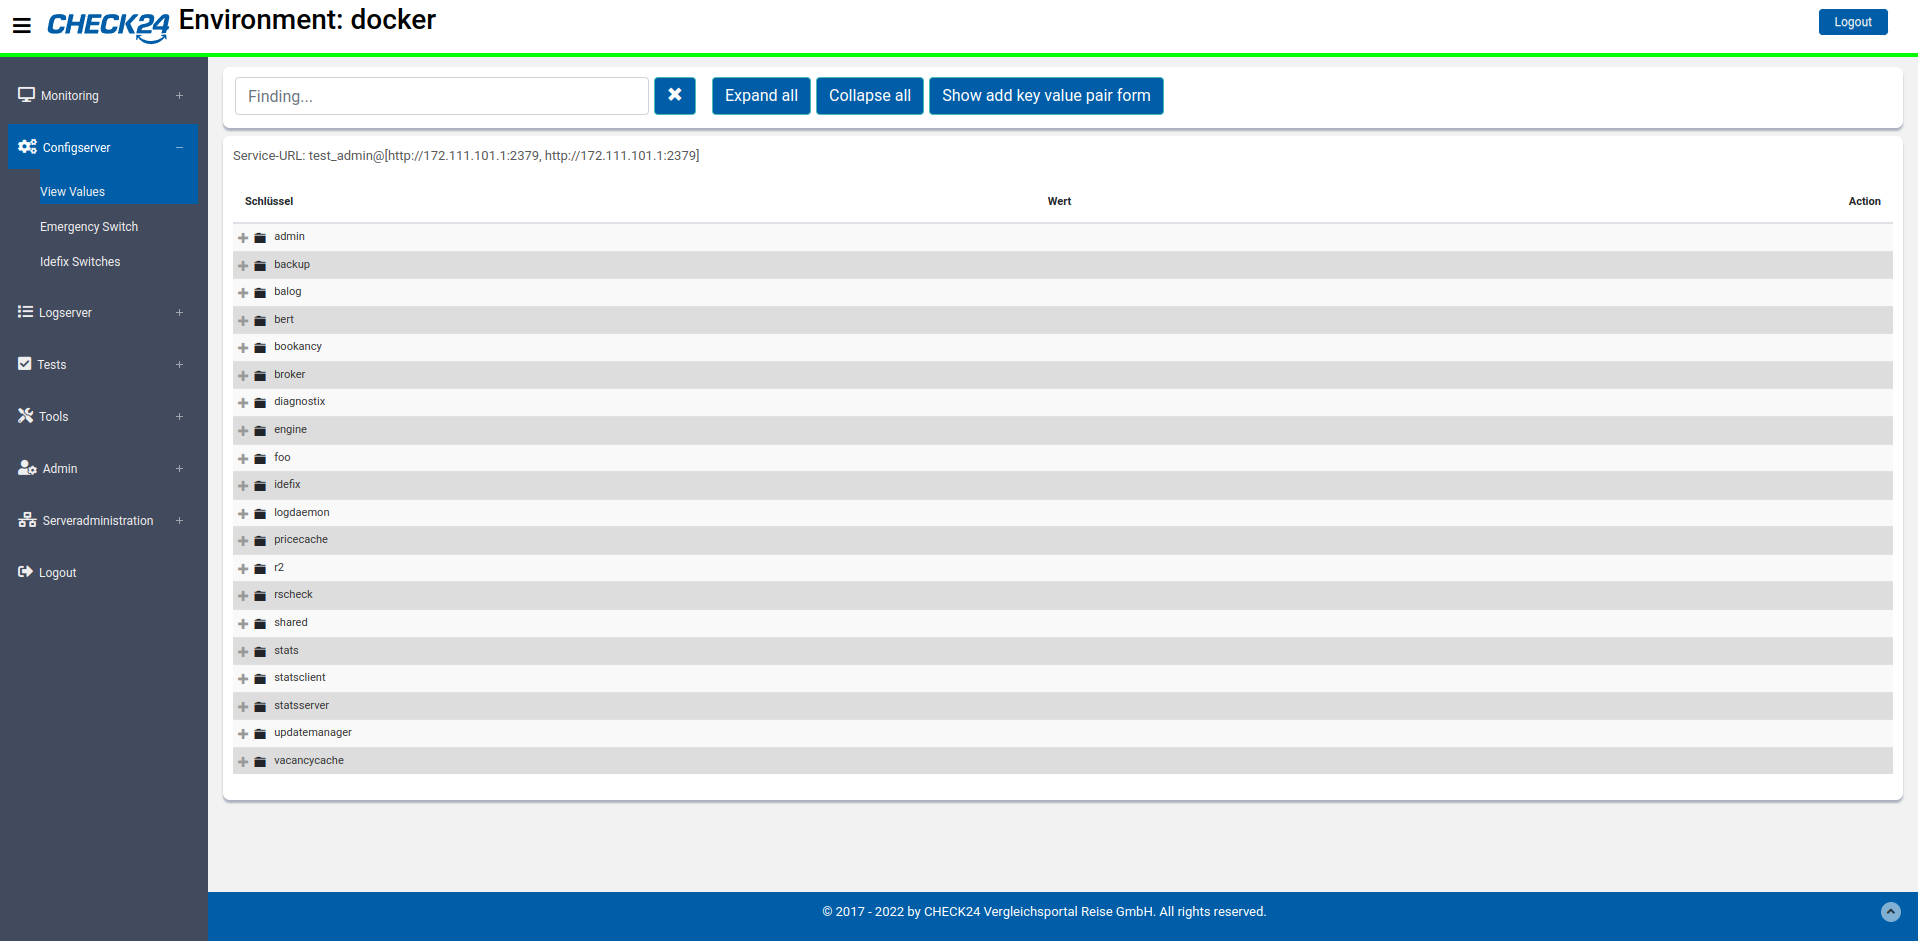 CHECK24 Environment: docker Logout
Monitoring +
Configserver −
View Values
Emergency Switch
Idefix Switches
Logserver +
Tests +
Tools +
Admin +
Serveradministration +
Logout
Finding... Expand all Collapse all Show add key value pair form
Service-URL: test_admin@[http://172.111.101.1:2379, http://172.111.101.1:2379]
Schlüssel Wert Action
admin
backup
balog
bert
bookancy
broker
diagnostix
engine
foo
idefix
logdaemon
pricecache
r2
rscheck
shared
stats
statsclient
statsserver
updatemanager
vacancycache
© 2017 - 2022 by CHECK24 Vergleichsportal Reise GmbH. All rights reserved.